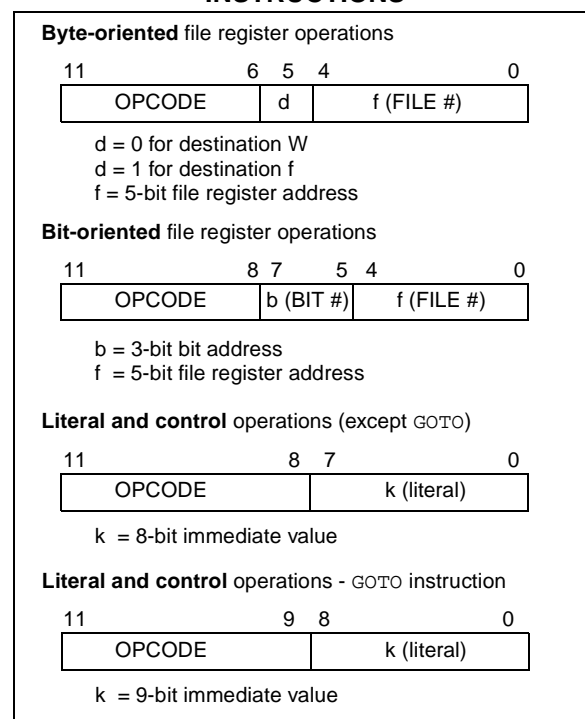 INSTRUCTIONS
Byte-oriented file register operations
11 6 5 4 0
OPCODE d f (FILE #)
d = 0 for destination W
d = 1 for destination f
f = 5-bit file register address
Bit-oriented file register operations
11 8 7 5 4 0
OPCODE b (BIT #) f (FILE #)
b = 3-bit bit address
f = 5-bit file register address
Literal and control operations (except GOTO)
11 8 7 0
OPCODE k (literal)
k = 8-bit immediate value
Literal and control operations - GOTO instruction
11 9 8 0
OPCODE k (literal)
k = 9-bit immediate value